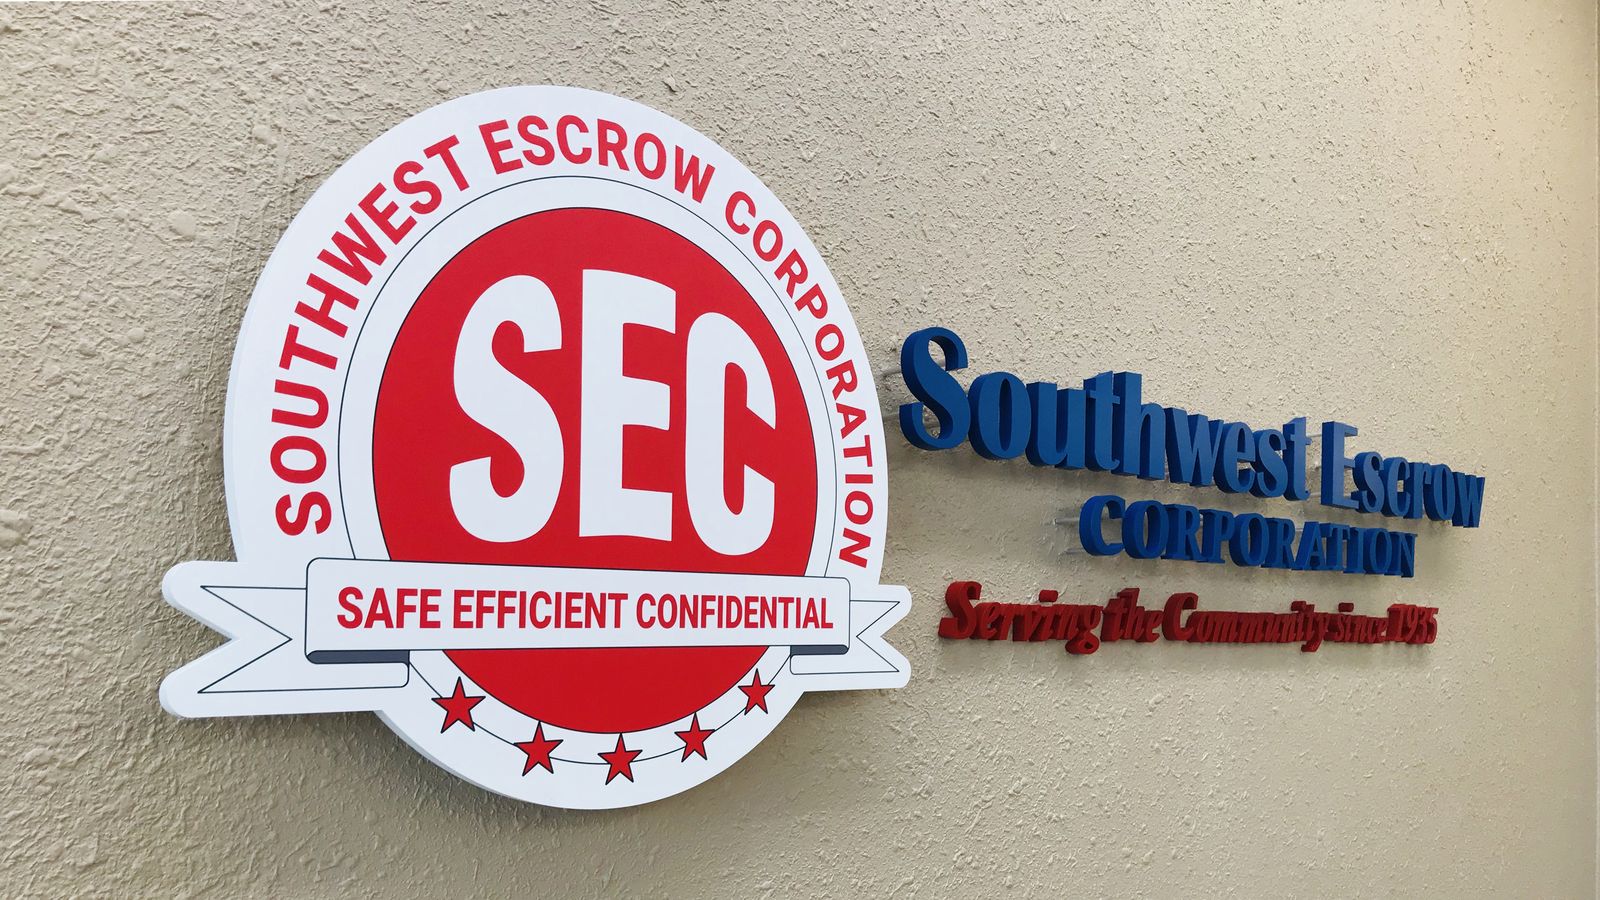 SOUTHWEST ESCROW CORPORATION
SEC
SAFE EFFICIENT CONFIDENTIAL
Southwest Escrow
CORPORATION
Serving the Community since 1935